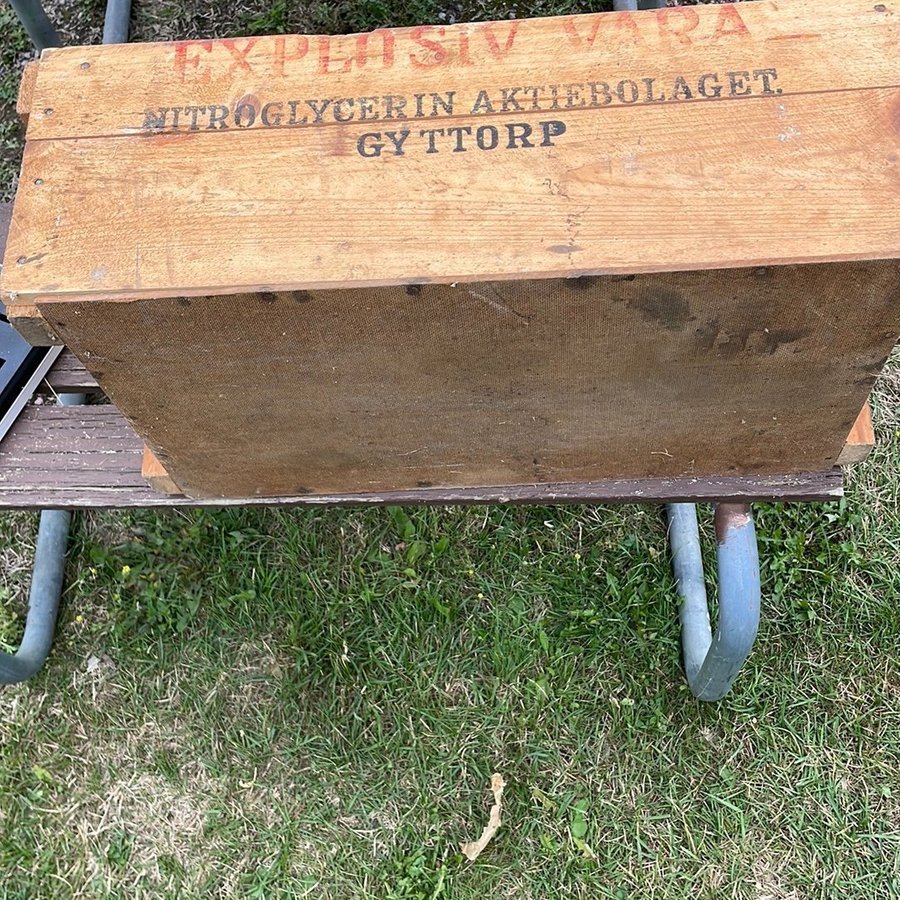 EXPLOSIV VARA
NITROGLYCERIN AKTIEBOLAGET.
GYTTORP